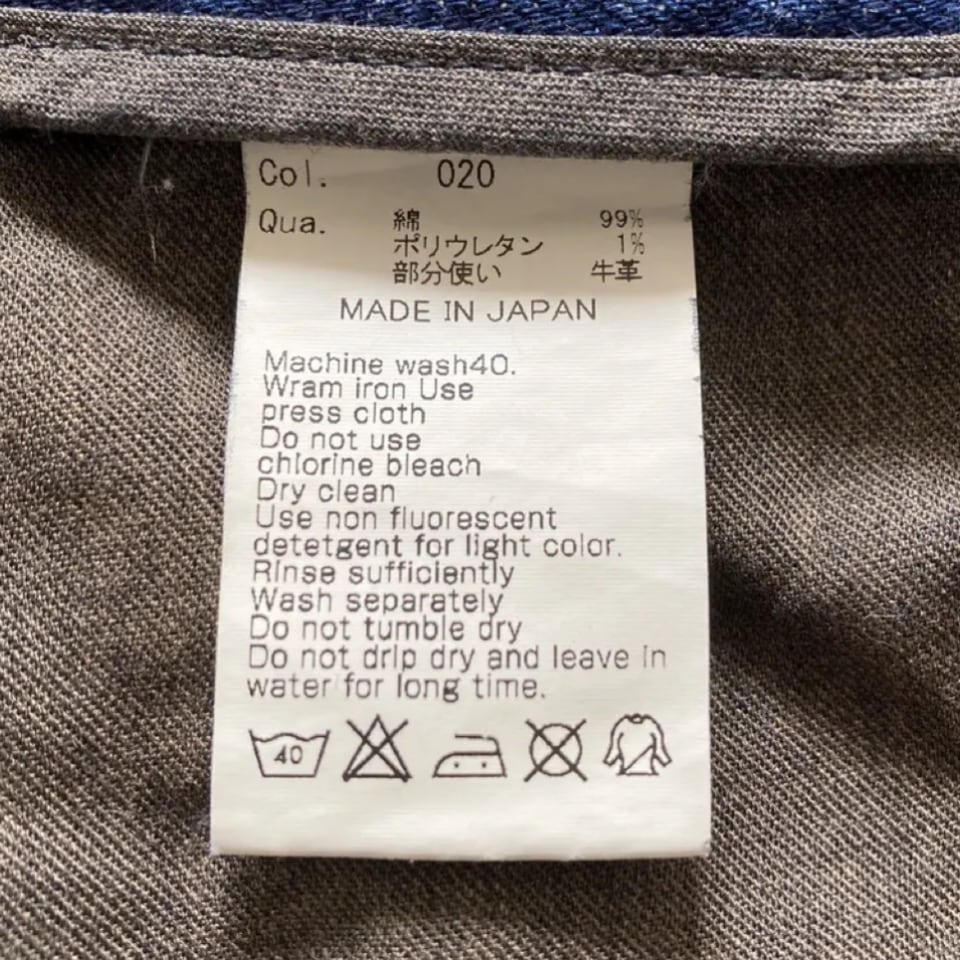 Col. 020
Qua. 綿 99%
ポリウレタン 1%
部分使い 牛革
MADE IN JAPAN
Machine wash40.
Wram iron Use
press cloth
Do not use
chlorine bleach
Dry clean
Use non fluorescent
detetgent for light color.
Rinse sufficiently
Wash separately
Do not tumble dry
Do not drip dry and leave in
water for long time.
40